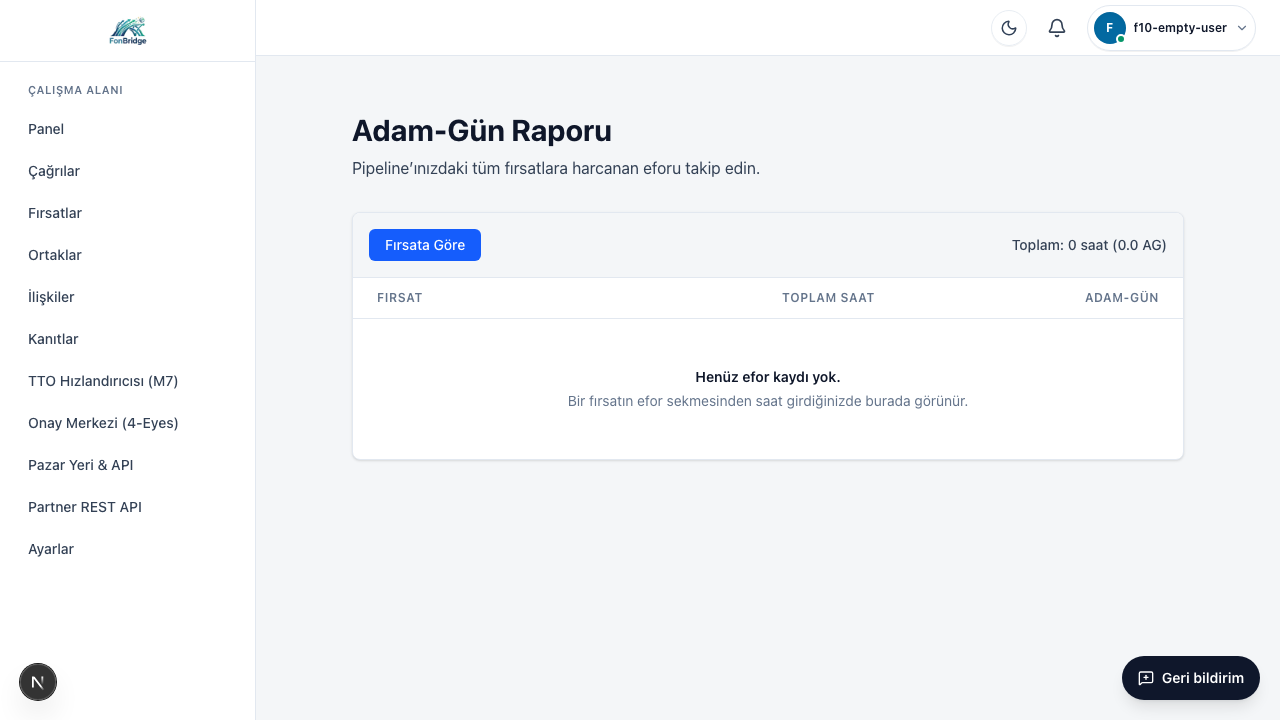 FonBridge
f10-empty-user
F
ÇALIŞMA ALANI
Panel
Çağrılar
Fırsatlar
Ortaklar
İlişkiler
Kanıtlar
TTO Hızlandırıcısı (M7)
Onay Merkezi (4-Eyes)
Pazar Yeri & API
Partner REST API
Ayarlar
N
Adam-Gün Raporu
Pipeline’ınızdaki tüm fırsatlara harcanan eforu takip edin.
Fırsata Göre
Toplam: 0 saat (0.0 AG)
FIRSAT TOPLAM SAAT ADAM-GÜN
Henüz efor kaydı yok.
Bir fırsatın efor sekmesinden saat girdiğinizde burada görünür.
Geri bildirim